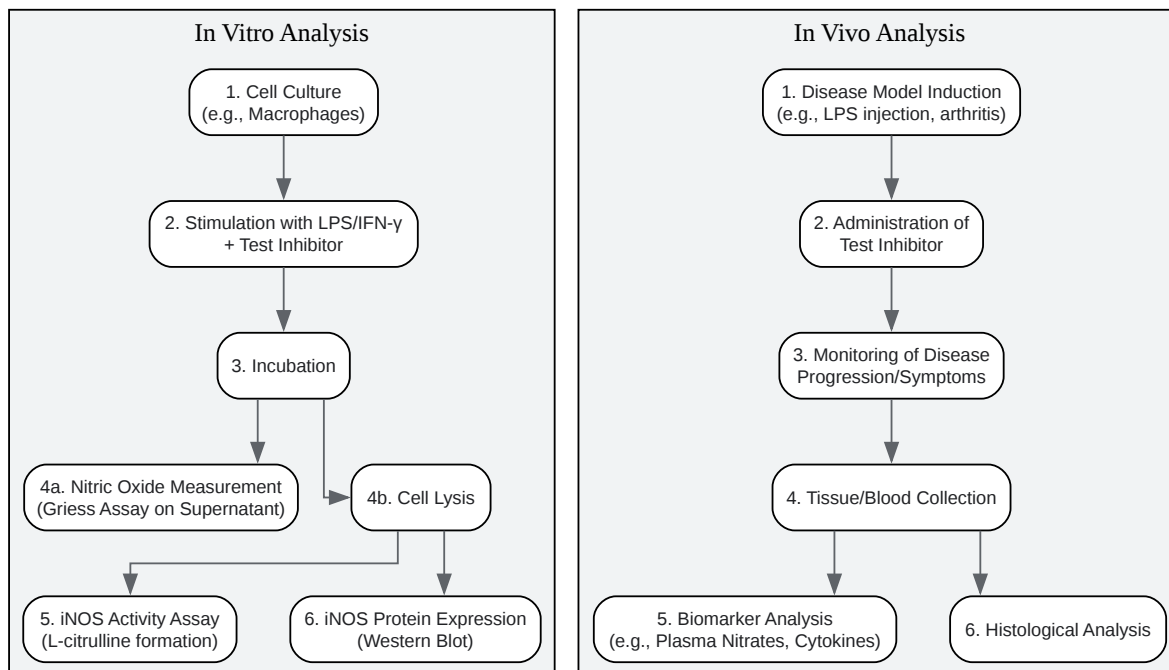 In Vitro Analysis
1. Cell Culture
(e.g., Macrophages)
2. Stimulation with LPS/IFN-γ
+ Test Inhibitor
3. Incubation
4a. Nitric Oxide Measurement
(Griess Assay on Supernatant)
4b. Cell Lysis
5. iNOS Activity Assay
(L-citrulline formation)
6. iNOS Protein Expression
(Western Blot)
In Vivo Analysis
1. Disease Model Induction
(e.g., LPS injection, arthritis)
2. Administration of
Test Inhibitor
3. Monitoring of Disease
Progression/Symptoms
4. Tissue/Blood Collection
5. Biomarker Analysis
(e.g., Plasma Nitrates, Cytokines)
6. Histological Analysis